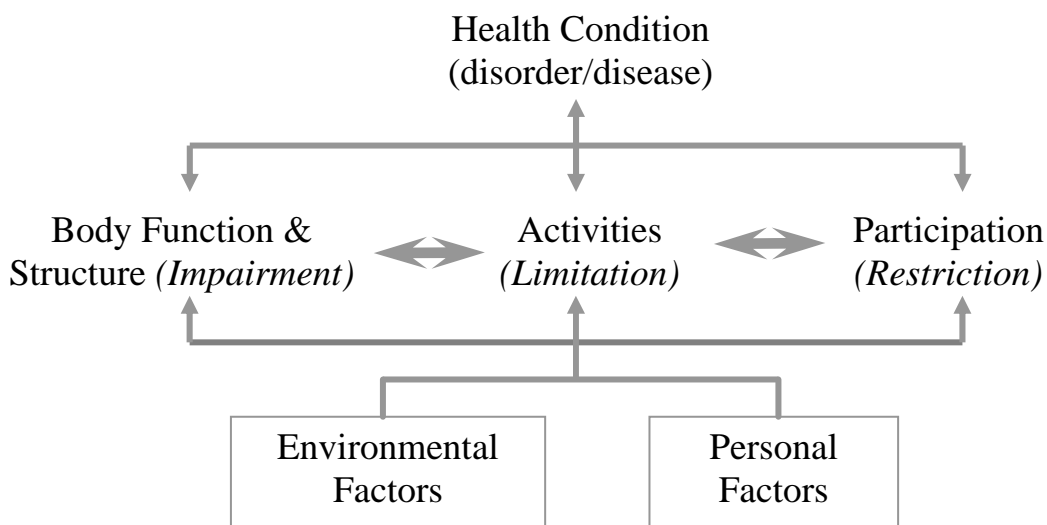 Health Condition
(disorder/disease)
Body Function &
Structure (Impairment)
Activities
(Limitation)
Participation
(Restriction)
Environmental
Factors
Personal
Factors